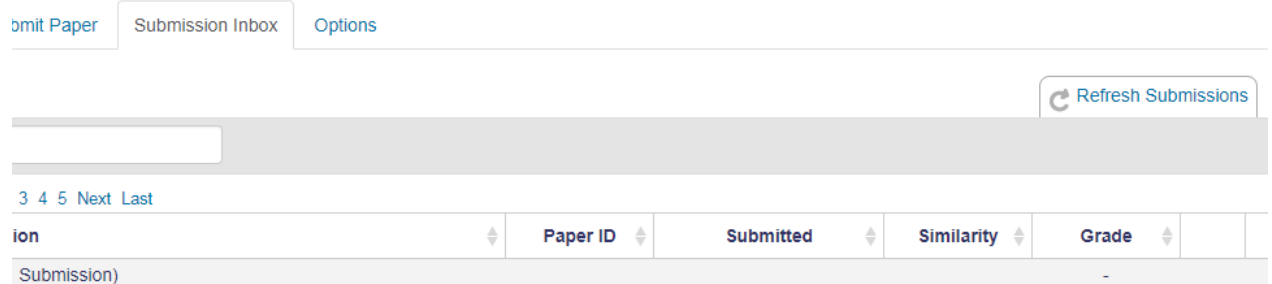 bmit Paper Submission Inbox Options
Refresh Submissions
3 4 5 Next Last
ion Paper ID Submitted Similarity Grade
Submission) -